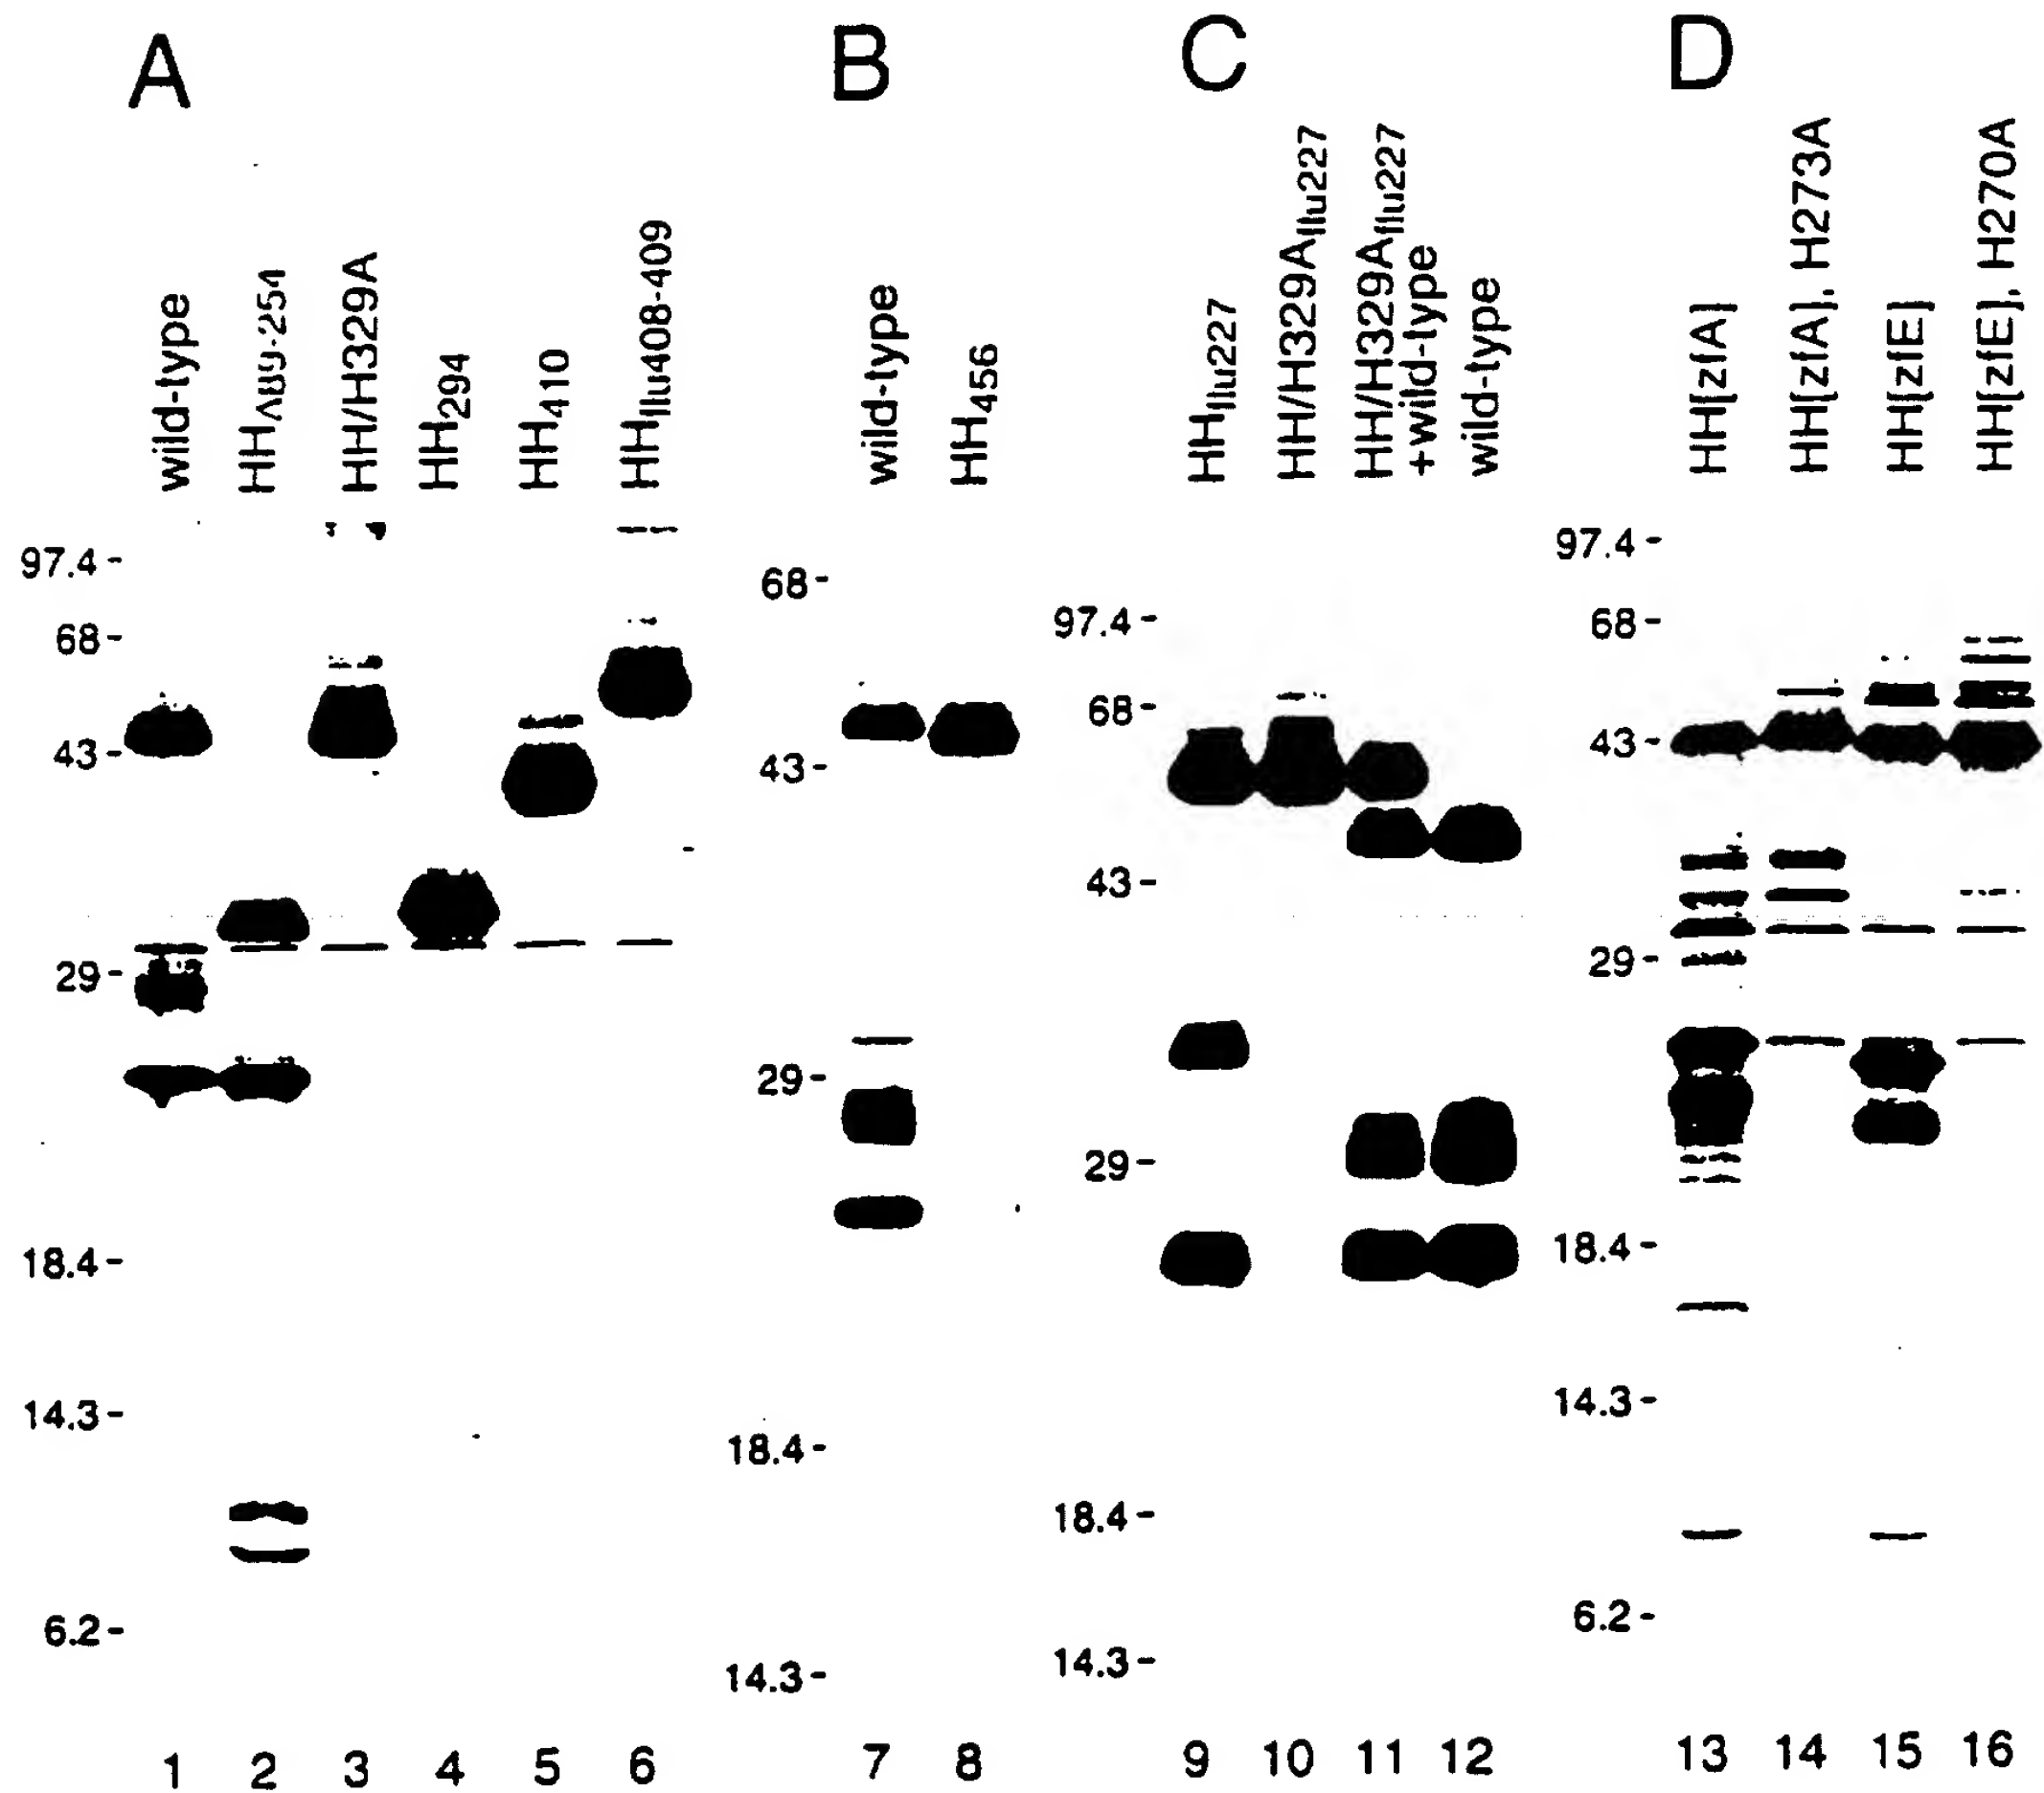 A
B
C
D
wild-type
HHΔ89-254
HH/H329A
HH294
HH410
HHflu408-409
wild-type
HH456
HHflu227
HH/H329Aflu227
HH/H329Aflu227
+wild-type
wild-type
HH[zfA]
HH[zfA], H273A
HH[zfE]
HH[zfE], H270A
97.4-
68-
43-
29-
18.4-
14.3-
6.2-
68-
43-
29-
18.4-
14.3-
97.4-
68-
43-
29-
18.4-
14.3-
97.4-
68-
43-
29-
18.4-
14.3-
6.2-
1 2 3 4 5 6
7 8
9 10 11 12
13 14 15 16